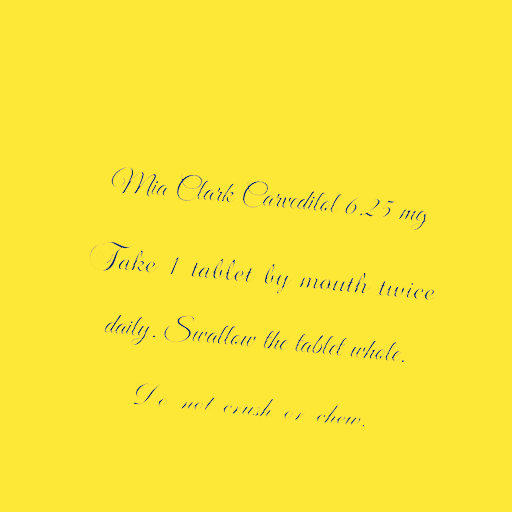 Mia Clark Carvedilol 6.25 mg
Take 1 tablet by mouth twice
daily. Swallow the tablet whole.
Do not crush or chew.